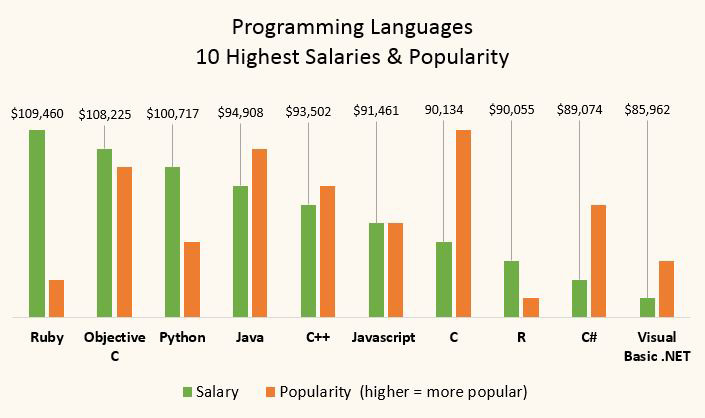 Programming Languages
10 Highest Salaries & Popularity
$109,460 $108,225 $100,717 $94,908 $93,502 $91,461 90,134 $90,055 $89,074 $85,962
Ruby Objective C Python Java C++ Javascript C R C# Visual Basic .NET
Salary Popularity (higher = more popular)